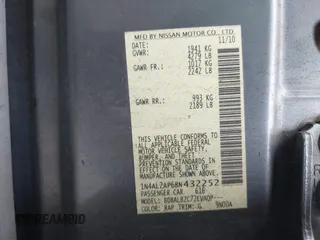 MFD BY NISSAN MOTOR CO., LTD.
DATE: 11/10
GVWR: 1941 KG
4279 LB
GAWR FR.: 1017 KG
2242 LB
GAWR RR.: 993 KG
2189 LB
THIS VEHICLE CONFORMS TO ALL
APPLICABLE FEDERAL MOTOR VEHICLE SAFETY,
BUMPER, AND THEFT PREVENTION
STANDARDS IN EFFECT ON THE DATE OF
MANUFACTURE SHOWN ABOVE.
1N4AL2AP6BN432252
PASSENGER CAR 616
MODEL:
COLOR: RAP TRIM: G